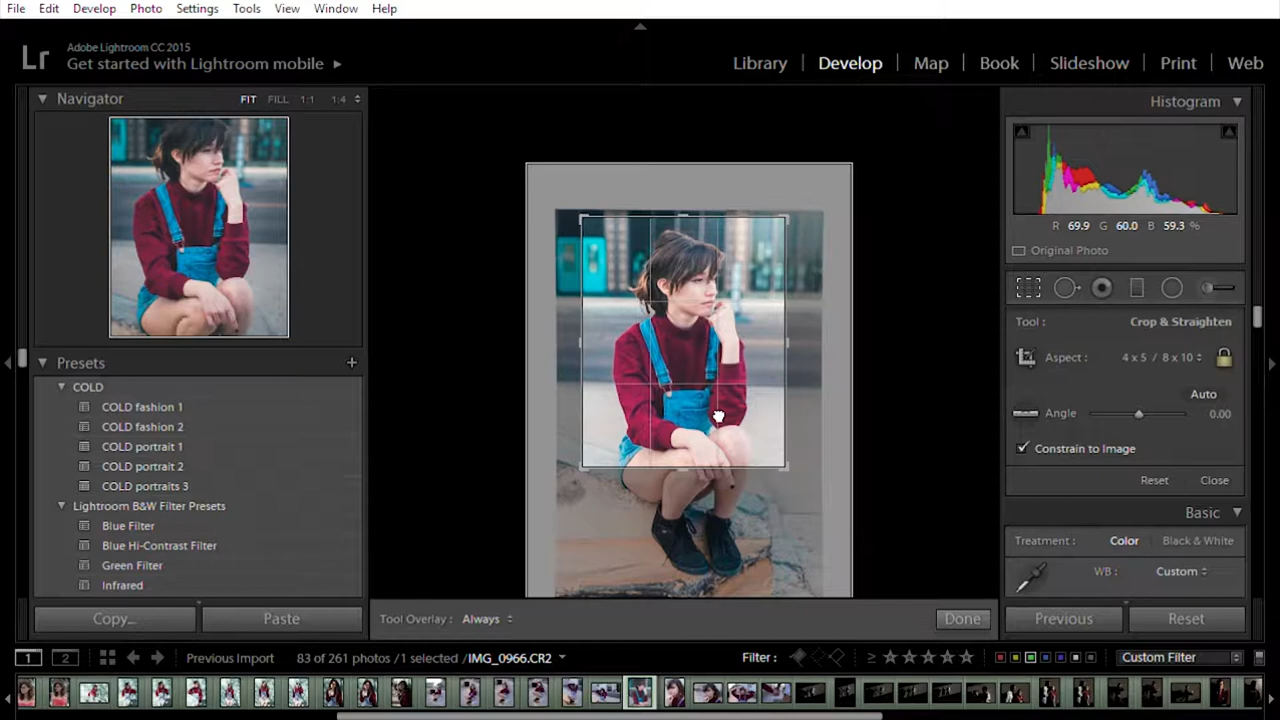 File Edit Develop Photo Settings Tools View Window Help
Lr
Adobe Lightroom CC 2015
Get started with Lightroom mobile
Library Develop Map Book Slideshow Print Web
Navigator FIT FILL 1:1 1:4
Histogram
R 69.9 G 60.0 B 59.3 %
Original Photo
Tool : Crop & Straighten
Aspect : 4 x 5 / 8 x 10
Auto
Angle 0.00
Constrain to Image
Reset Close
Basic
Treatment : Color Black & White
WB : Custom
Presets +
COLD
COLD fashion 1
COLD fashion 2
COLD portrait 1
COLD portrait 2
COLD portraits 3
Lightroom B&W Filter Presets
Blue Filter
Blue Hi-Contrast Filter
Green Filter
Infrared
Copy... Paste
Tool Overlay : Always
Done
Previous Reset
1 2 Previous Import 83 of 261 photos /1 selected /IMG_0966.CR2
Filter : ≥ Custom Filter